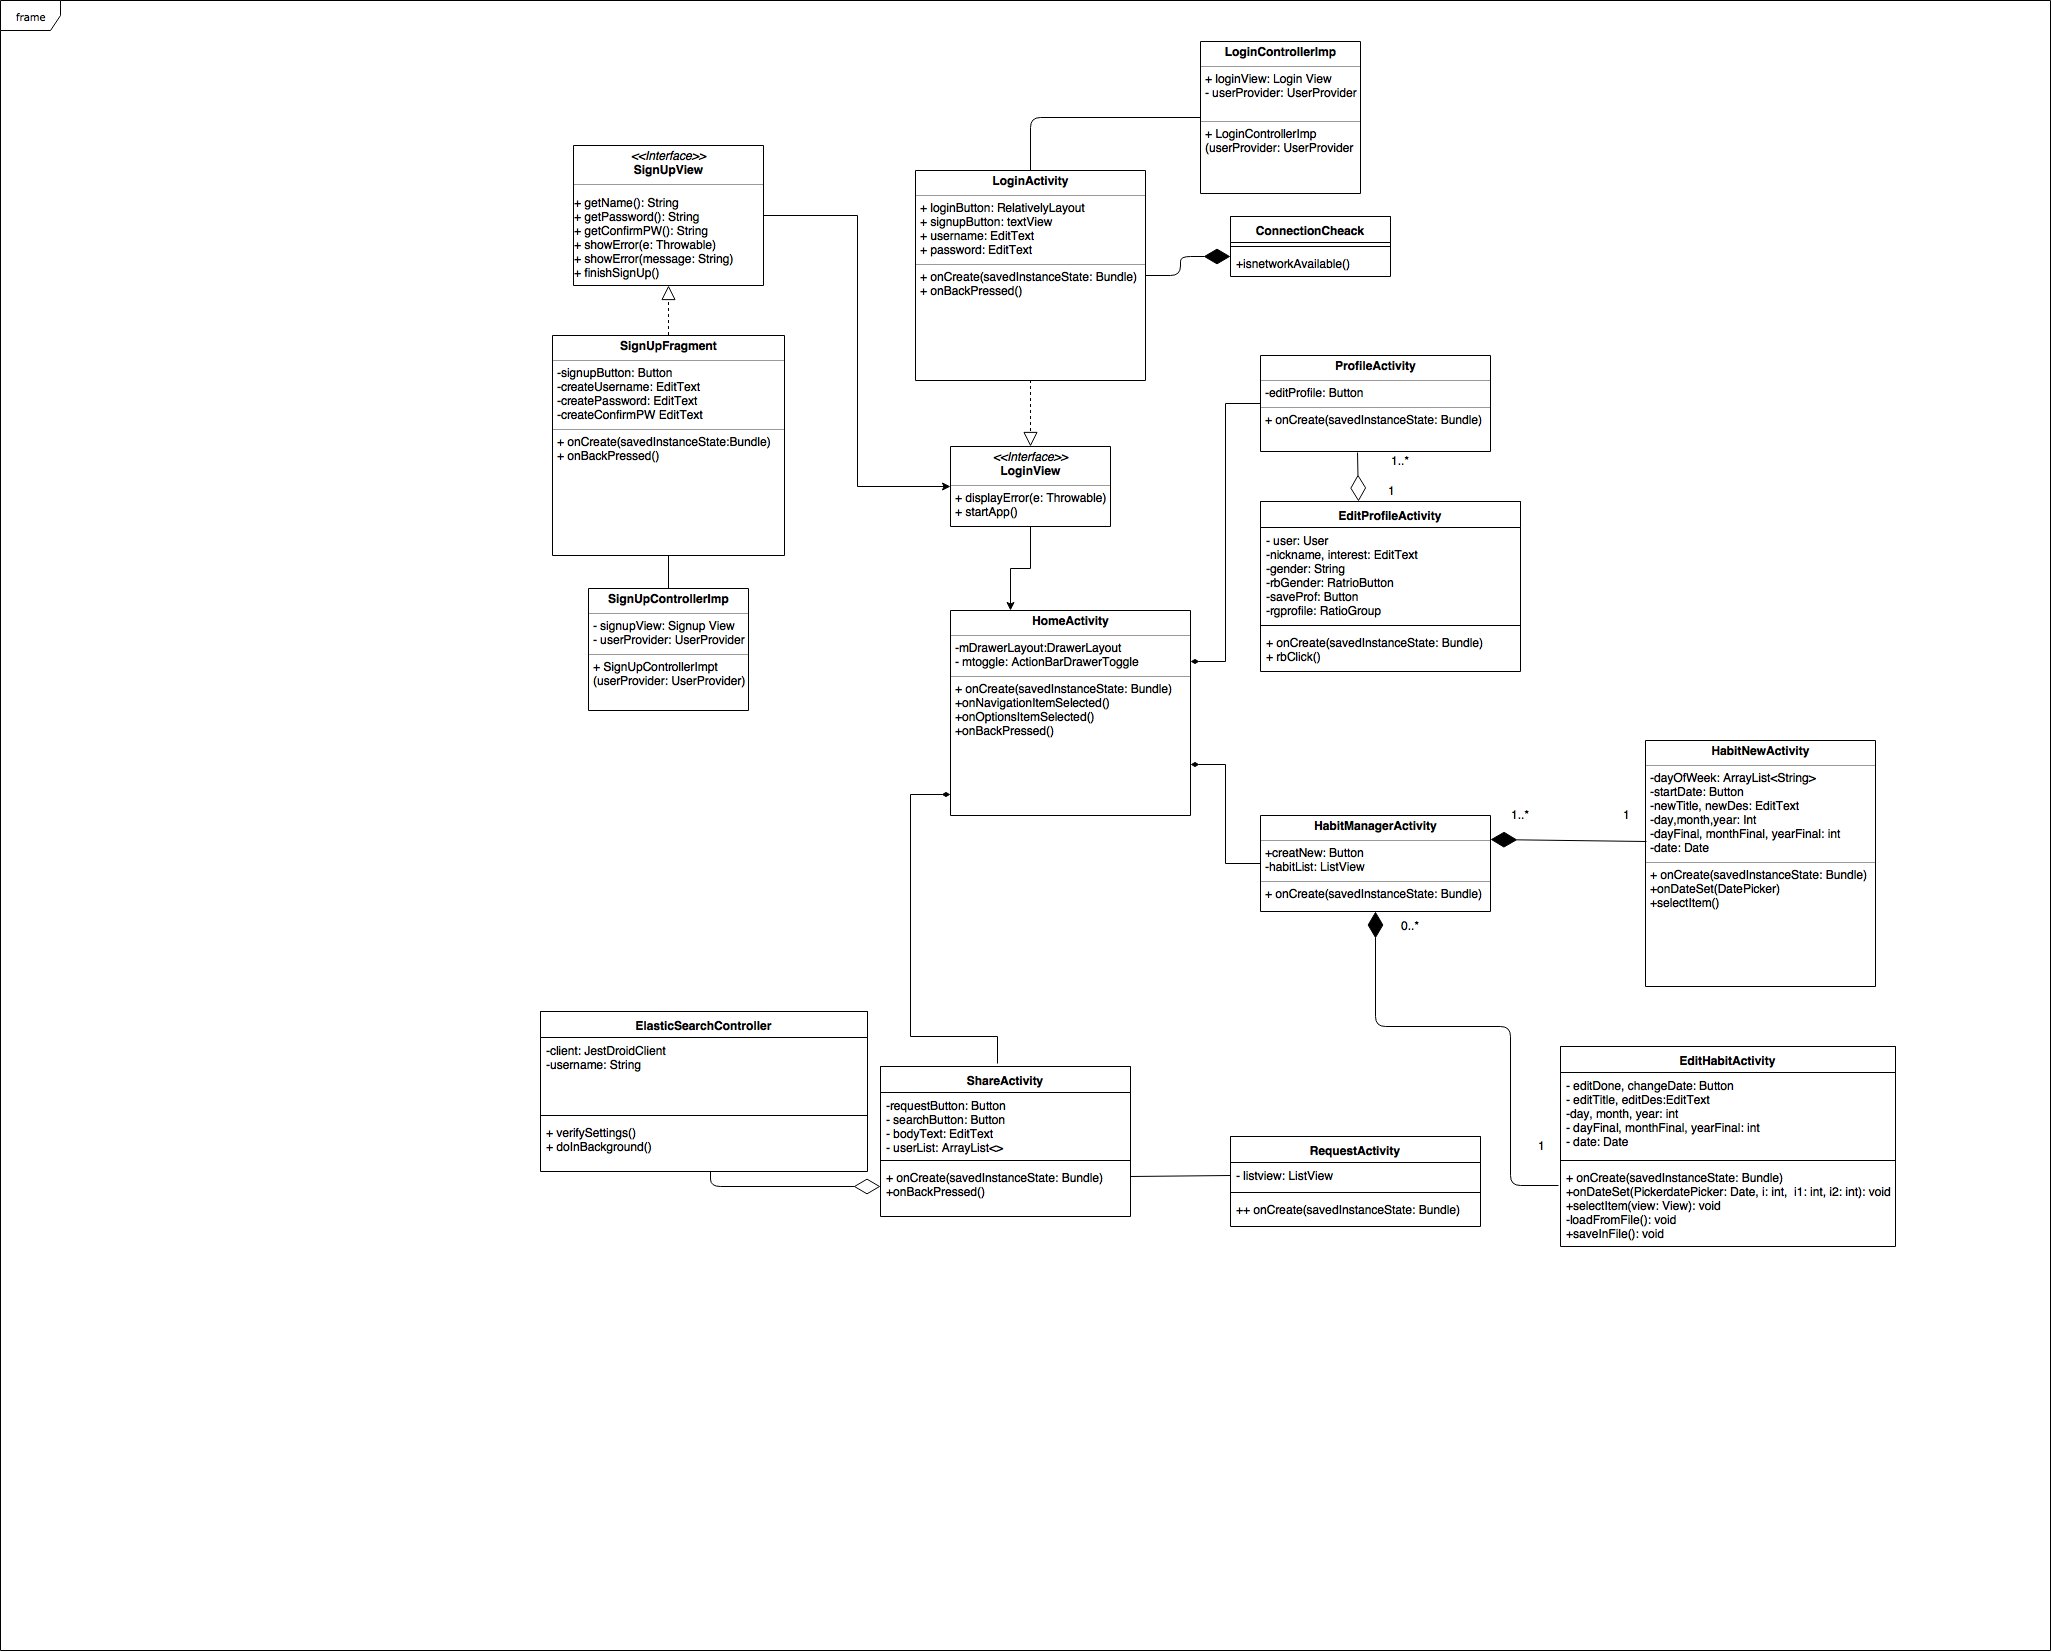 frame
LoginControllerImp
+ loginView: Login View
- userProvider: UserProvider
+ LoginControllerImp
(userProvider: UserProvider
<<Interface>>
SignUpView
+ getName(): String
+ getPassword(): String
+ getConfirmPW(): String
+ showError(e: Throwable)
+ showError(message: String)
+ finishSignUp()
LoginActivity
+ loginButton: RelativelyLayout
+ signupButton: textView
+ username: EditText
+ password: EditText
+ onCreate(savedInstanceState: Bundle)
+ onBackPressed()
ConnectionCheack
+isnetworkAvailable()
SignUpFragment
-signupButton: Button
-createUsername: EditText
-createPassword: EditText
-createConfirmPW EditText
+ onCreate(savedInstanceState:Bundle)
+ onBackPressed()
ProfileActivity
-editProfile: Button
+ onCreate(savedInstanceState: Bundle)
1..*
1
<<Interface>>
LoginView
+ displayError(e: Throwable)
+ startApp()
EditProfileActivity
- user: User
-nickname, interest: EditText
-gender: String
-rbGender: RatrioButton
-saveProf: Button
-rgprofile: RatioGroup
+ onCreate(savedInstanceState: Bundle)
+ rbClick()
SignUpControllerImp
- signupView: Signup View
- userProvider: UserProvider
+ SignUpControllerImpt
(userProvider: UserProvider)
HomeActivity
-mDrawerLayout:DrawerLayout
- mtoggle: ActionBarDrawerToggle
+ onCreate(savedInstanceState: Bundle)
+onNavigationItemSelected()
+onOptionsItemSelected()
+onBackPressed()
HabitNewActivity
-dayOfWeek: ArrayList<String>
-startDate: Button
-newTitle, newDes: EditText
-day,month,year: Int
-dayFinal, monthFinal, yearFinal: int
-date: Date
+ onCreate(savedInstanceState: Bundle)
+onDateSet(DatePicker)
+selectItem()
1..*
1
HabitManagerActivity
+creatNew: Button
-habitList: ListView
+ onCreate(savedInstanceState: Bundle)
0..*
1
ElasticSearchController
-client: JestDroidClient
-username: String
+ verifySettings()
+ doInBackground()
ShareActivity
-requestButton: Button
- searchButton: Button
- bodyText: EditText
- userList: ArrayList<>
+ onCreate(savedInstanceState: Bundle)
+onBackPressed()
RequestActivity
- listview: ListView
++ onCreate(savedInstanceState: Bundle)
EditHabitActivity
- editDone, changeDate: Button
- editTitle, editDes:EditText
-day, month, year: int
- dayFinal, monthFinal, yearFinal: int
- date: Date
+ onCreate(savedInstanceState: Bundle)
+onDateSet(PickerdatePicker: Date, i: int, i1: int, i2: int): void
+selectItem(view: View): void
-loadFromFile(): void
+saveInFile(): void